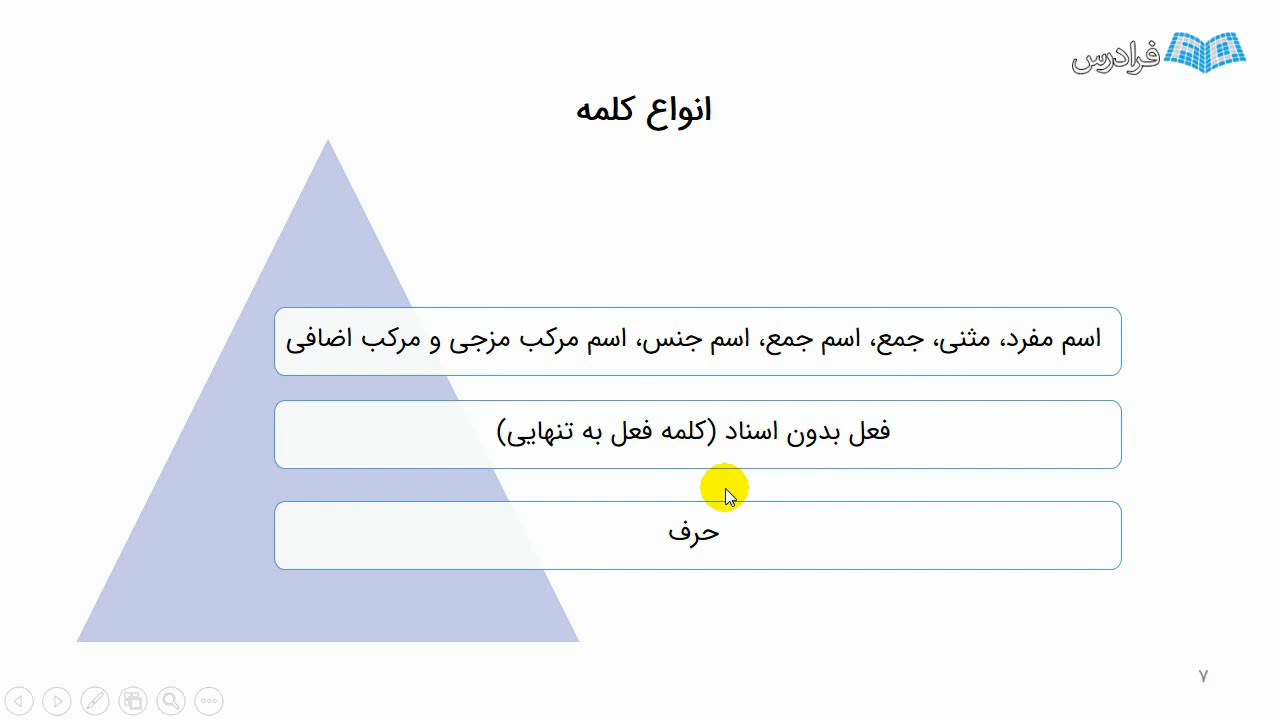 فرادرس
انواع کلمه
اسم مفرد، مثنی، جمع، اسم جمع، اسم جنس، اسم مرکب مزجی و مرکب اضافی
فعل بدون اسناد (کلمه فعل به تنهایی)
حرف
۷